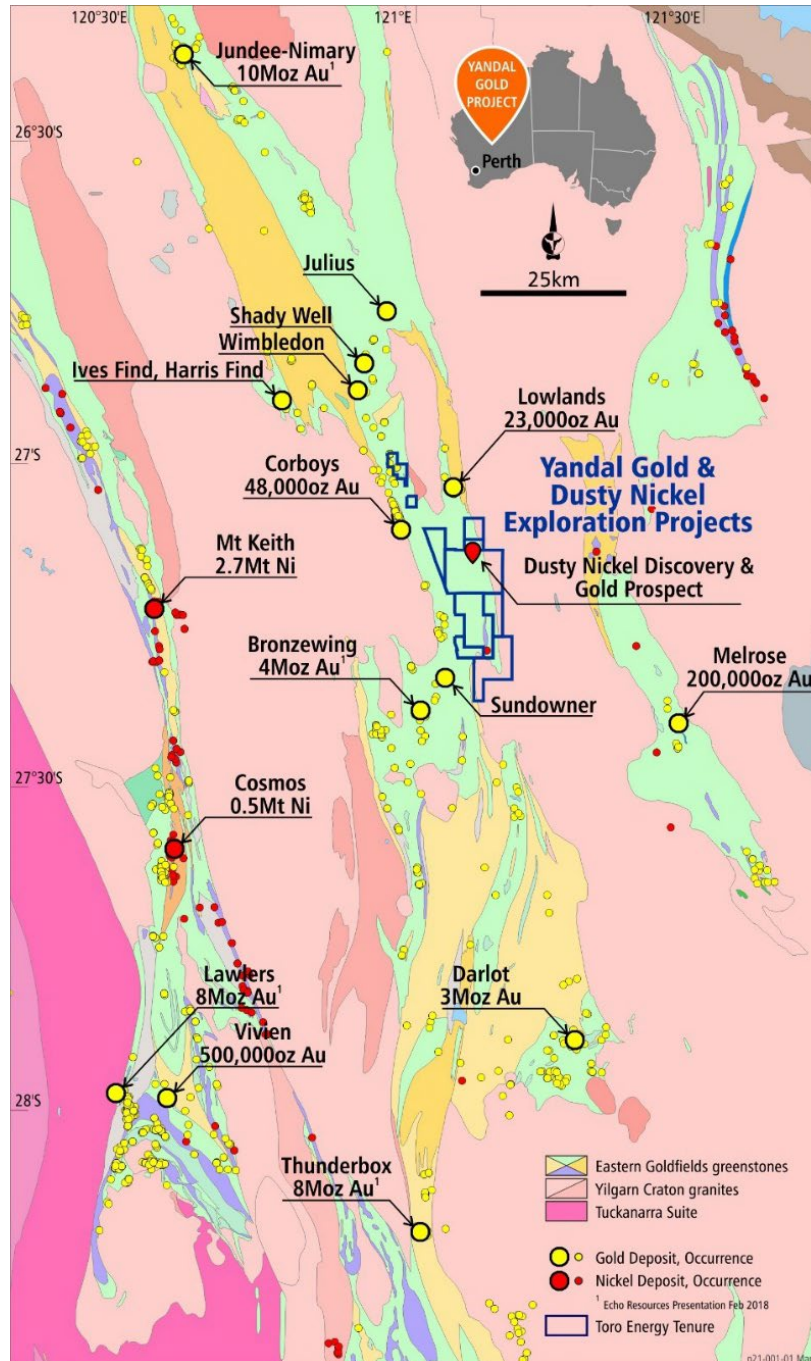 120°30'E
121°E
121°30'E
Jundee-Nimary
10Moz Au¹
YANDAL
GOLD
PROJECT
Perth
26°30'S
25km
Julius
Shady Well
Wimbledon
Ives Find, Harris Find
Lowlands
23,000oz Au
27°S
Corboys
48,000oz Au
Yandal Gold &
Dusty Nickel
Exploration Projects
Mt Keith
2.7Mt Ni
Dusty Nickel Discovery &
Gold Prospect
Bronzewing
4Moz Au¹
Melrose
200,000oz Au
Sundowner
27°30'S
Cosmos
0.5Mt Ni
Lawlers
8Moz Au¹
Darlot
3Moz Au
Vivien
500,000oz Au
28°S
Thunderbox
8Moz Au¹
Eastern Goldfields greenstones
Yilgarn Craton granites
Tuckanarra Suite
Gold Deposit, Occurrence
Nickel Deposit, Occurrence
¹ Echo Resources Presentation Feb 2018
Toro Energy Tenure